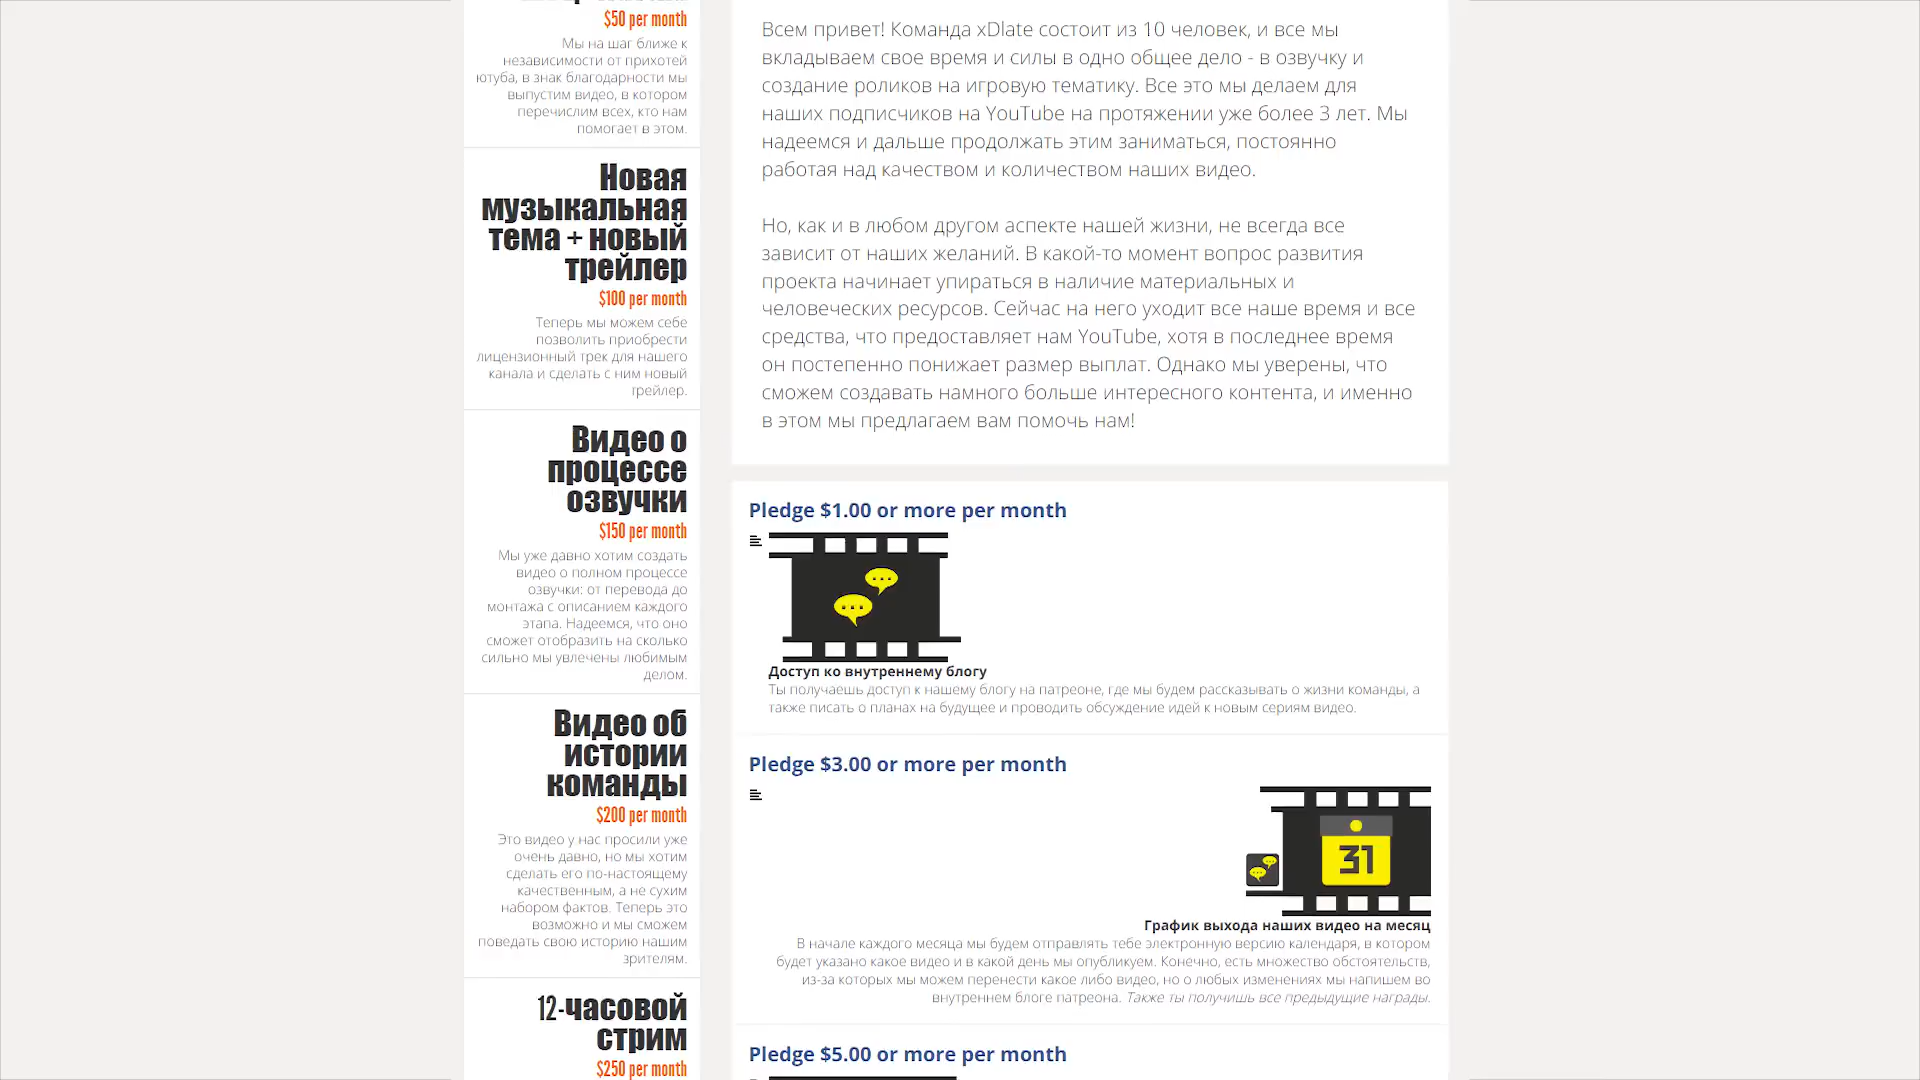 $50 per month
Мы на шаг ближе к
независимости от прихотей
ютуба, в знак благодарности мы
выпустим видео, в котором
перечислим всех, кто нам
помогает в этом.
Новая
музыкальная
тема + новый
трейлер
$100 per month
Теперь мы можем себе
позволить приобрести
лицензионный трек для нашего
канала и сделать с ним новый
трейлер.
Видео о
процессе
озвучки
$150 per month
Мы уже давно хотим создать
видео о полном процессе
озвучки: от перевода до
монтажа с описанием каждого
этапа. Надеемся, что оно
сможет отобразить на сколько
сильно мы увлечены любимым
делом.
Видео об
истории
команды
$200 per month
Это видео у нас просили уже
очень давно, но мы хотим
сделать его по-настоящему
качественным, а не сухим
набором фактов. Теперь это
возможно и мы сможем
поведать свою историю нашим
зрителям.
12-часовой
стрим
$250 per month
Всем привет! Команда xDlate состоит из 10 человек, и все мы
вкладываем свое время и силы в одно общее дело - в озвучку и
создание роликов на игровую тематику. Все это мы делаем для
наших подписчиков на YouTube на протяжении уже более 3 лет. Мы
надеемся и дальше продолжать этим заниматься, постоянно
работая над качеством и количеством наших видео.
Но, как и в любом другом аспекте нашей жизни, не всегда все
зависит от наших желаний. В какой-то момент вопрос развития
проекта начинает упираться в наличие материальных и
человеческих ресурсов. Сейчас на него уходит все наше время и все
средства, что предоставляет нам YouTube, хотя в последнее время
он постепенно понижает размер выплат. Однако мы уверены, что
сможем создавать намного больше интересного контента, и именно
в этом мы предлагаем вам помочь нам!
Pledge $1.00 or more per month
Доступ ко внутреннему блогу
Ты получаешь доступ к нашему блогу на патреоне, где мы будем рассказывать о жизни команды, а
также писать о планах на будущее и проводить обсуждение идей к новым сериям видео.
Pledge $3.00 or more per month
31
График выхода наших видео на месяц
В начале каждого месяца мы будем отправлять тебе электронную версию календаря, в котором
будет указано какое видео и в какой день мы опубликуем. Конечно, есть множество обстоятельств,
из-за которых мы можем перенести какое либо видео, но о любых изменениях мы напишем во
внутреннем блоге патреона. Также ты получишь все предыдущие награды.
Pledge $5.00 or more per month